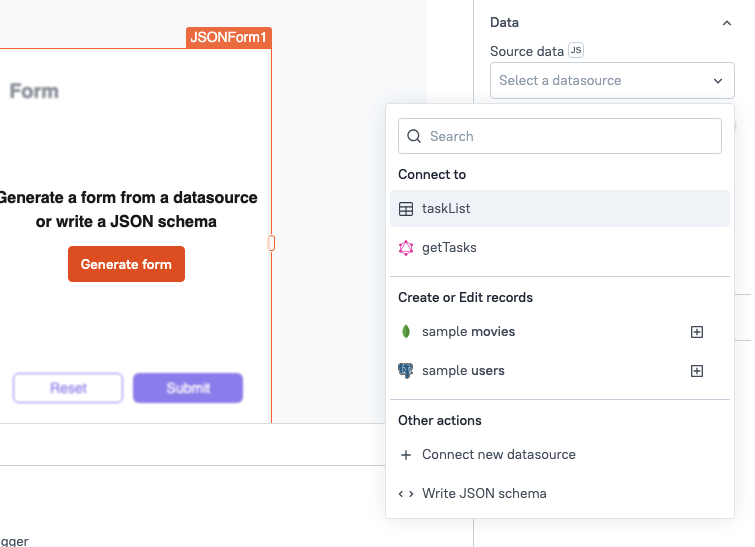 JSONForm1
Form
Generate a form from a datasource
or write a JSON schema
Generate form
Reset
Submit
gger
Data
Source data JS
Select a datasource
Search
Connect to
taskList
getTasks
Create or Edit records
sample movies
sample users
Other actions
Connect new datasource
Write JSON schema